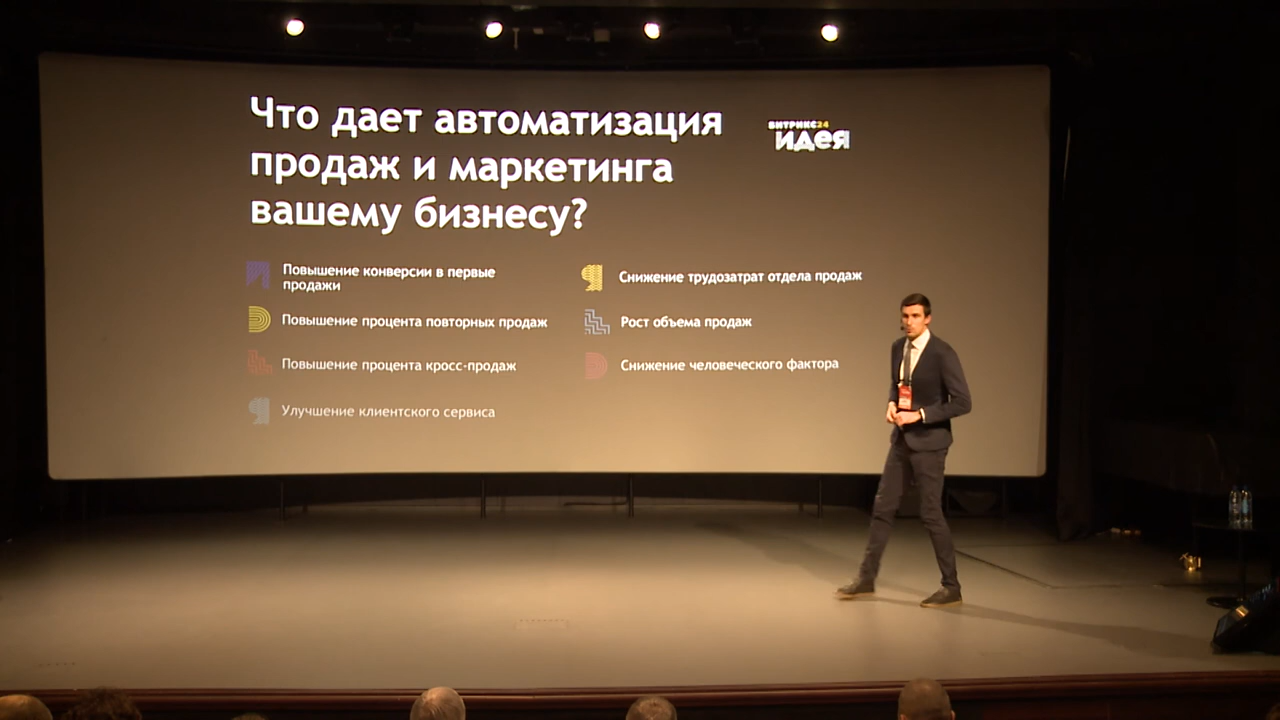 Что дает автоматизация
продаж и маркетинга
вашему бизнесу?
БИТРИКС24
идея
Повышение конверсии в первые
продажи
Повышение процента повторных продаж
Повышение процента кросс-продаж
Улучшение клиентского сервиса
Снижение трудозатрат отдела продаж
Рост объема продаж
Снижение человеческого фактора